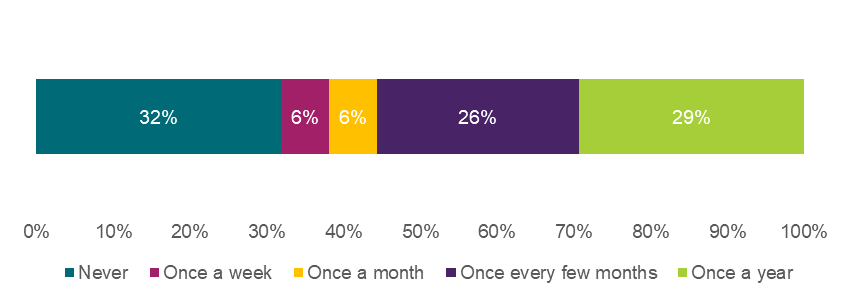 32% 6% 6% 26% 29%
0% 10% 20% 30% 40% 50% 60% 70% 80% 90% 100%
Never Once a week Once a month Once every few months Once a year